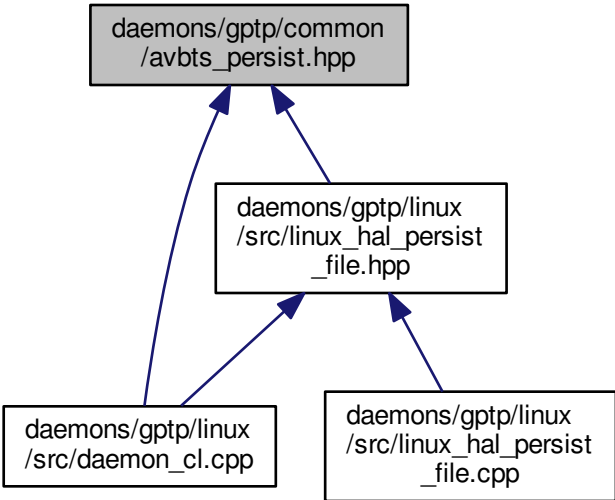 daemons/gptp/common
/avbts_persist.hpp
daemons/gptp/linux
/src/linux_hal_persist
_file.hpp
daemons/gptp/linux
/src/daemon_cl.cpp
daemons/gptp/linux
/src/linux_hal_persist
_file.cpp